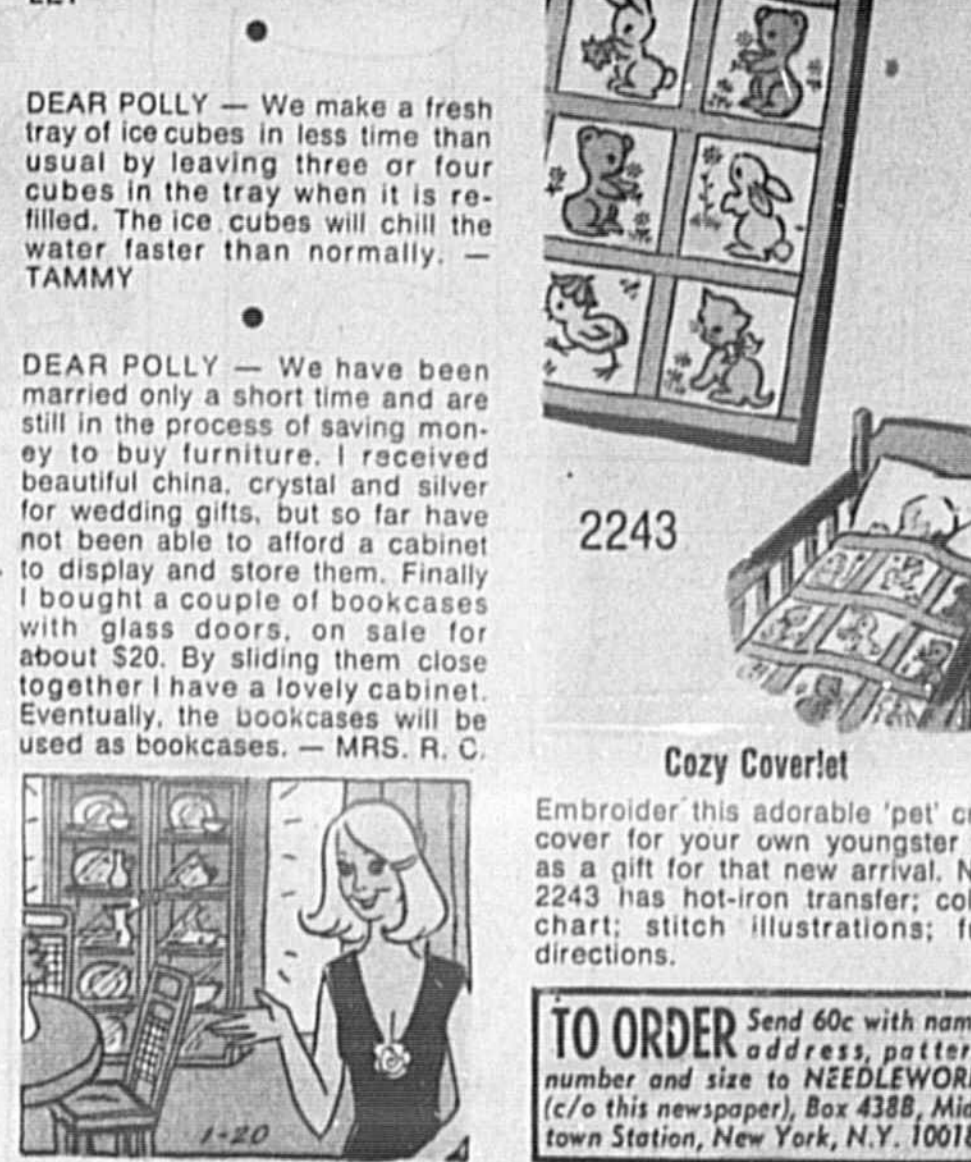 DEAR POLLY — We make a fresh
tray of ice cubes in less time than
usual by leaving three or four
cubes in the tray when it is re-
filled. The ice cubes will chill the
water faster than normally. —
TAMMY
DEAR POLLY — We have been
married only a short time and are
still in the process of saving mon-
ey to buy furniture. I received
beautiful china, crystal and silver
for wedding gifts, but so far have
not been able to afford a cabinet
to display and store them. Finally
I bought a couple of bookcases
with glass doors, on sale for
about $20. By sliding them close
together I have a lovely cabinet.
Eventually, the bookcases will be
used as bookcases. — MRS. R. C.
1-20
2243
Cozy Coverlet
Embroider this adorable 'pet'
cover for your own youngster
as a gift for that new arrival.
2243 has hot-iron transfer;
chart; stitch illustrations;
directions.
TO ORDER Send 60c with
address,
number and size to
(c/o this newspaper), Box 438B,
town Station, New York, N.Y.